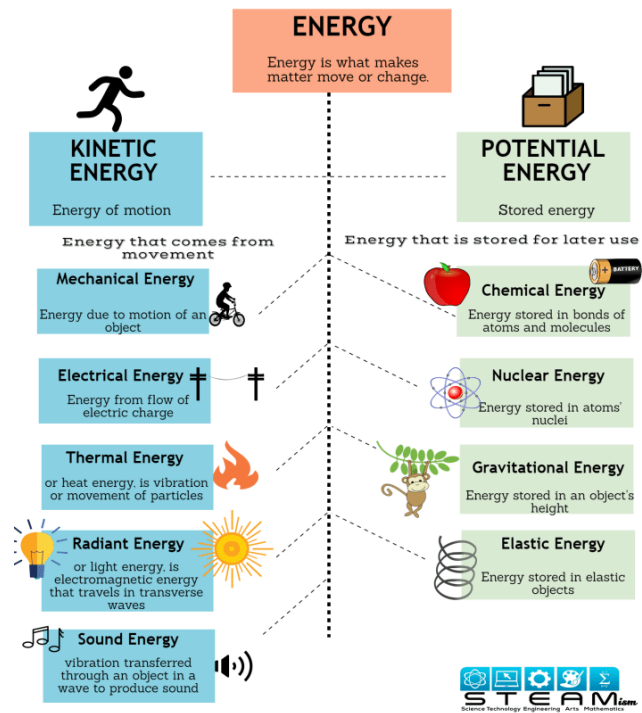 ENERGY
Energy is what makes
matter move or change.
KINETIC
ENERGY
Energy of motion
POTENTIAL
ENERGY
Stored energy
Energy that comes from
movement
Energy that is stored for later use
Mechanical Energy
Energy due to motion of an
object
Electrical Energy
Energy from flow of
electric charge
Thermal Energy
or heat energy, is vibration
or movement of particles
Radiant Energy
or light energy, is
electromagnetic energy
that travels in transverse
waves
Sound Energy
vibration transferred
through an object in a
wave to produce sound
BATTERY
Chemical Energy
Energy stored in bonds of
atoms and molecules
Nuclear Energy
Energy stored in atoms'
nuclei
Gravitational Energy
Energy stored in an object's
height
Elastic Energy
Energy stored in elastic
objects
STEAMism
Science Technology Engineering Arts Mathematics